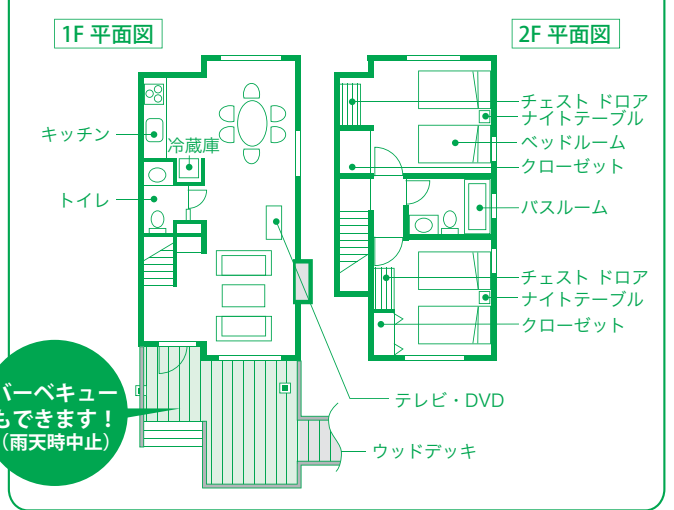 1F 平面図
2F 平面図
キッチン
冷蔵庫
トイレ
チェスト ドロア
ナイトテーブル
ベッドルーム
クローゼット
バスルーム
チェスト ドロア
ナイトテーブル
クローゼット
バーベキュー
もできます！
（雨天時中止）
テレビ・DVD
ウッドデッキ